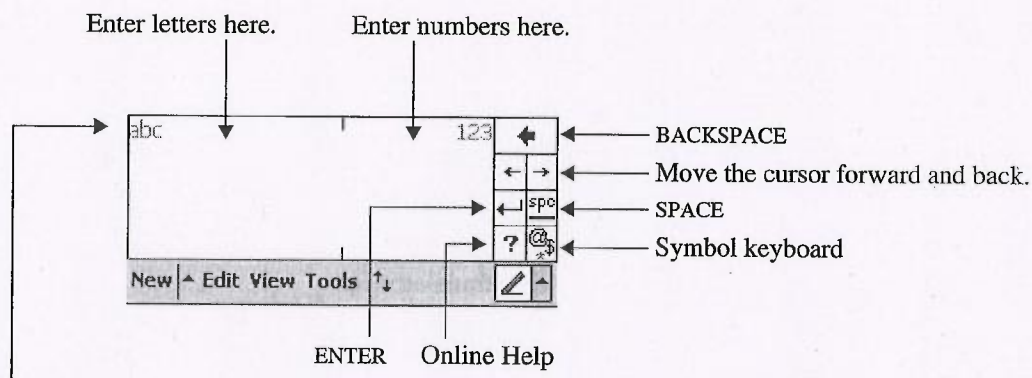 Enter letters here. Enter numbers here.
abc 123 BACKSPACE
← → Move the cursor forward and back.
spc SPACE
? @*$ Symbol keyboard
New Edit View Tools
ENTER Online Help